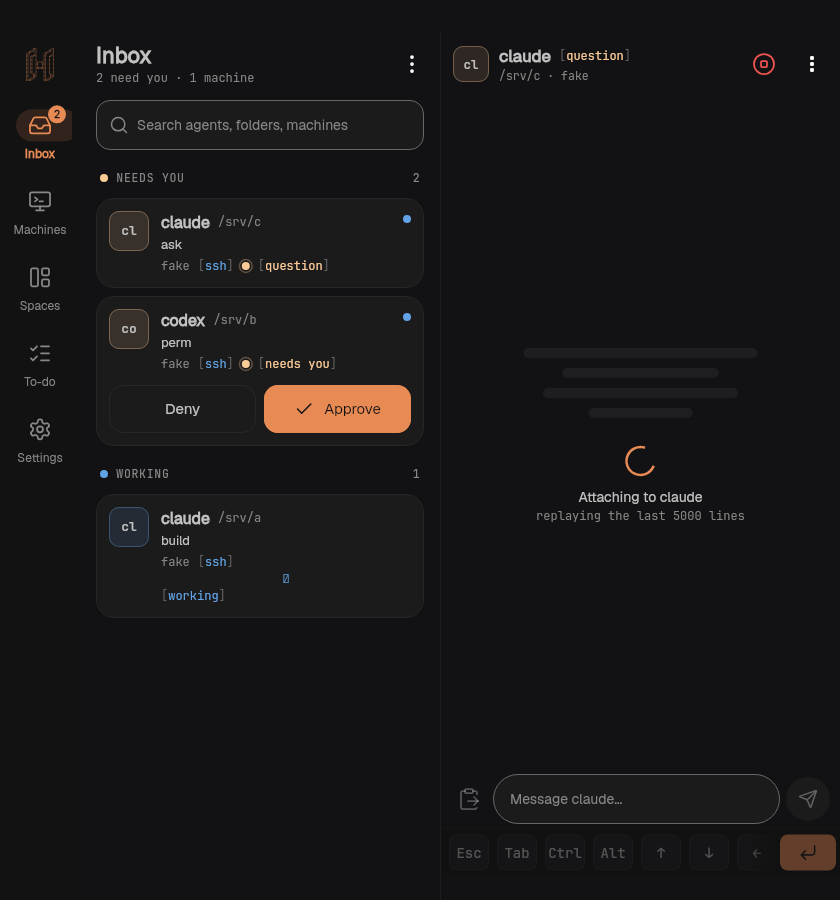 Inbox
2 need you · 1 machine
Search agents, folders, machines
2
Inbox
Machines
Spaces
To-do
Settings
NEEDS YOU 2
cl
claude /srv/c
ask
fake [ssh] [question]
co
codex /srv/b
perm
fake [ssh] [needs you]
Deny
Approve
WORKING 1
cl
claude /srv/a
build
fake [ssh]
[working]
cl
claude [question]
/srv/c · fake
Attaching to claude
replaying the last 5000 lines
Message claude…
Esc Tab Ctrl Alt ↑ ↓ ←